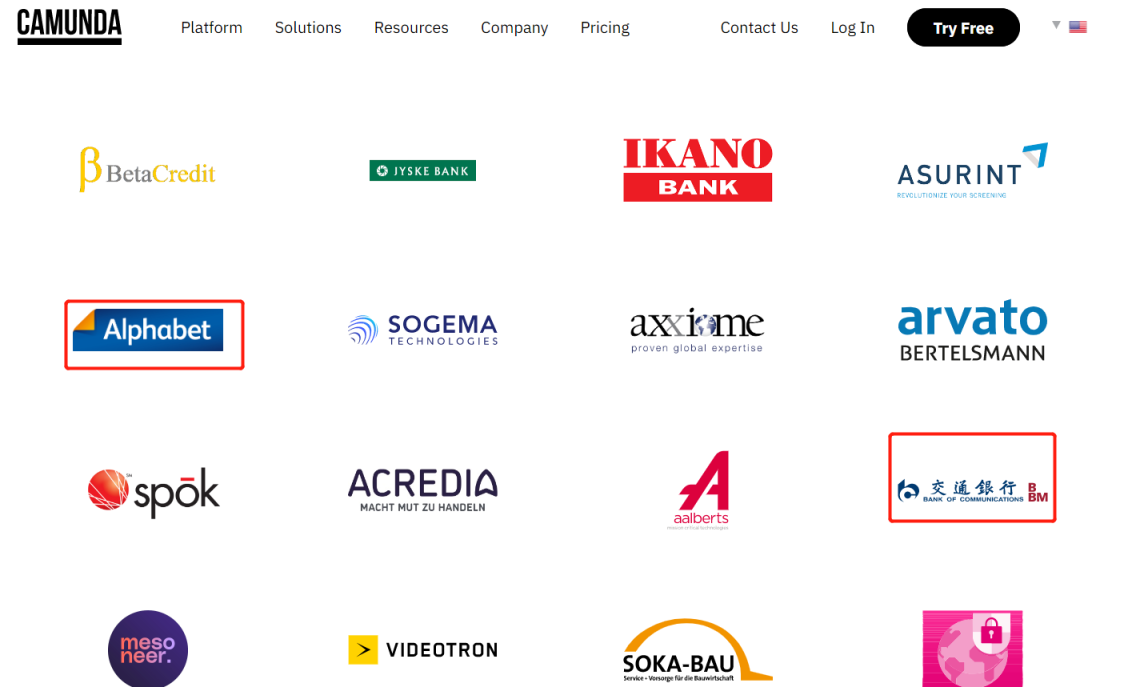 CAMUNDA
Platform Solutions Resources Company Pricing Contact Us Log In Try Free
β BetaCredit
JYSKE BANK
IKANO
BANK
ASURINT
REVOLUTIONIZE YOUR SCREENING
Alphabet
SOGEMA
TECHNOLOGIES
axxiome
proven global expertise
arvato
BERTELSMANN
spōk
ACREDIA
MACHT MUT ZU HANDELN
A
aalberts
交通銀行
BANK OF COMMUNICATIONS
B
BM
meso
neer.
VIDEOTRON
SOKA-BAU
Service • Vorsorge für die Bauwirtschaft